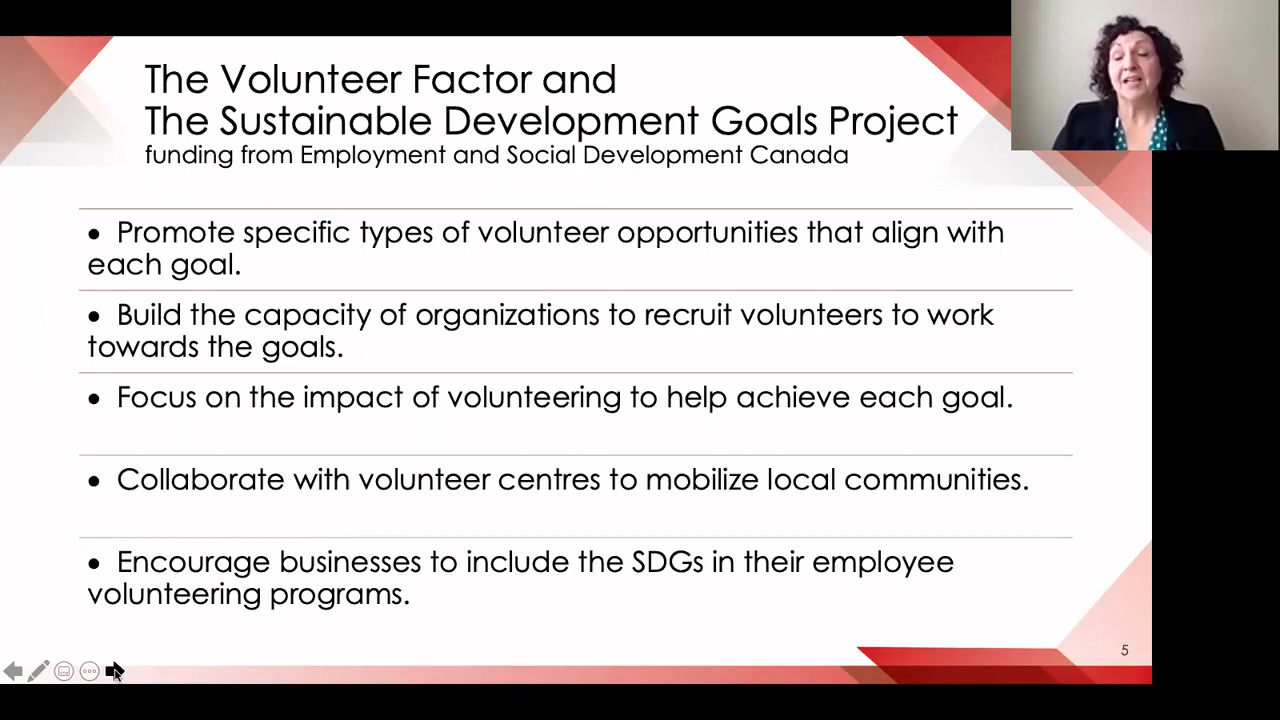 The Volunteer Factor and
The Sustainable Development Goals Project
funding from Employment and Social Development Canada
• Promote specific types of volunteer opportunities that align with
each goal.
• Build the capacity of organizations to recruit volunteers to work
towards the goals.
• Focus on the impact of volunteering to help achieve each goal.
• Collaborate with volunteer centres to mobilize local communities.
• Encourage businesses to include the SDGs in their employee
volunteering programs.
5